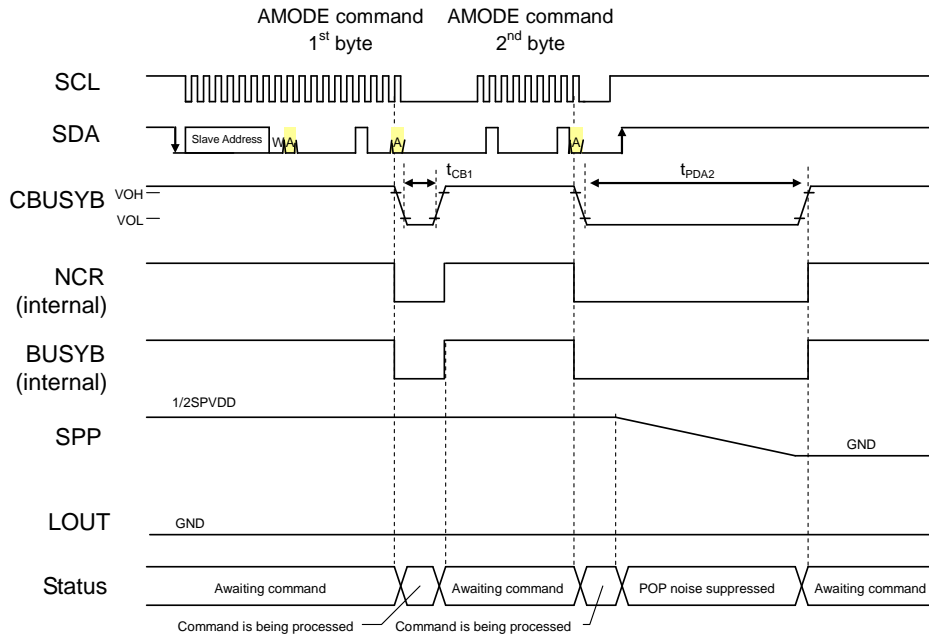 AMODE command
1st byte
AMODE command
2nd byte
SCL
SDA
Slave Address
W
A
A
A
tCB1
tPDA2
CBUSYB
VOH
VOL
NCR
(internal)
BUSYB
(internal)
1/2SPVDD
SPP
GND
LOUT
GND
Status
Awaiting command
Awaiting command
POP noise suppressed
Awaiting command
Command is being processed
Command is being processed